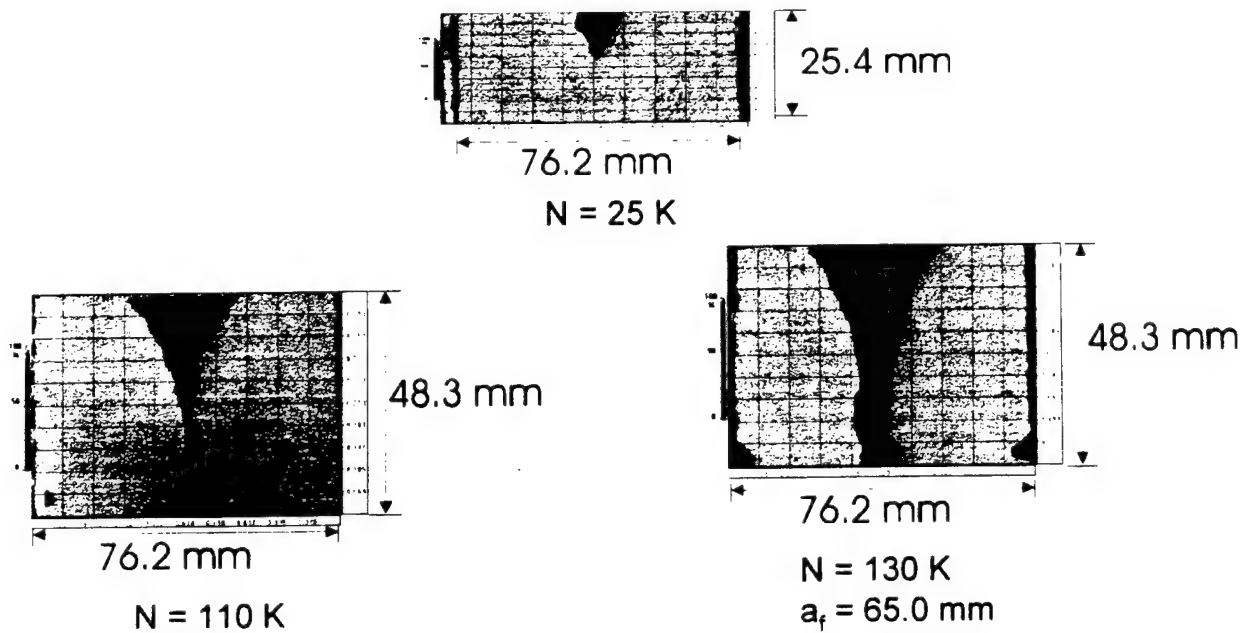 25.4 mm
76.2 mm
N = 25 K
48.3 mm
76.2 mm
N = 110 K
48.3 mm
76.2 mm
N = 130 K
a_f = 65.0 mm